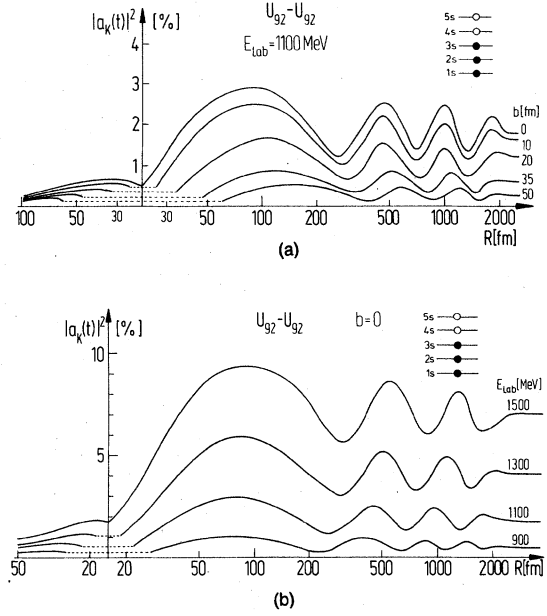 |a_K(t)|² [%]
U₉₂–U₉₂
E_Lab=1100 MeV
5s
4s
3s
2s
1s
4
3
2
1
b[fm]
0
10
20
35
50
100 50 30 30 50 100 200 500 1000 2000
R[fm]
(a)
|a_K(t)|² [%]
U₉₂–U₉₂ b=0
5s
4s
3s
2s
1s
10
5
E_Lab[MeV]
1500
1300
1100
900
50 20 20 50 100 200 500 1000 2000 R[fm]
(b)